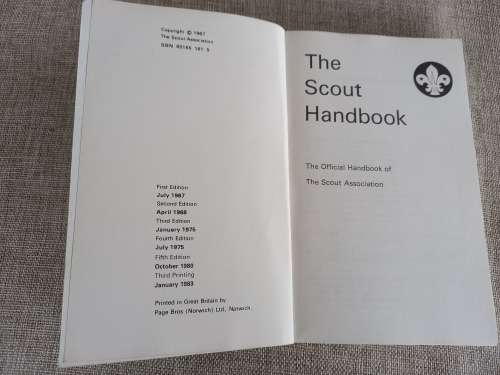 Copyright © 1967
The Scout Association
SBN 85165 161 5
First Edition
July 1967
Second Edition
April 1968
Third Edition
January 1975
Fourth Edition
July 1975
Fifth Edition
October 1980
Third Printing
January 1983
Printed in Great Britain by
Page Bros (Norwich) Ltd, Norwich.
The
Scout
Handbook
The Official Handbook of
The Scout Association